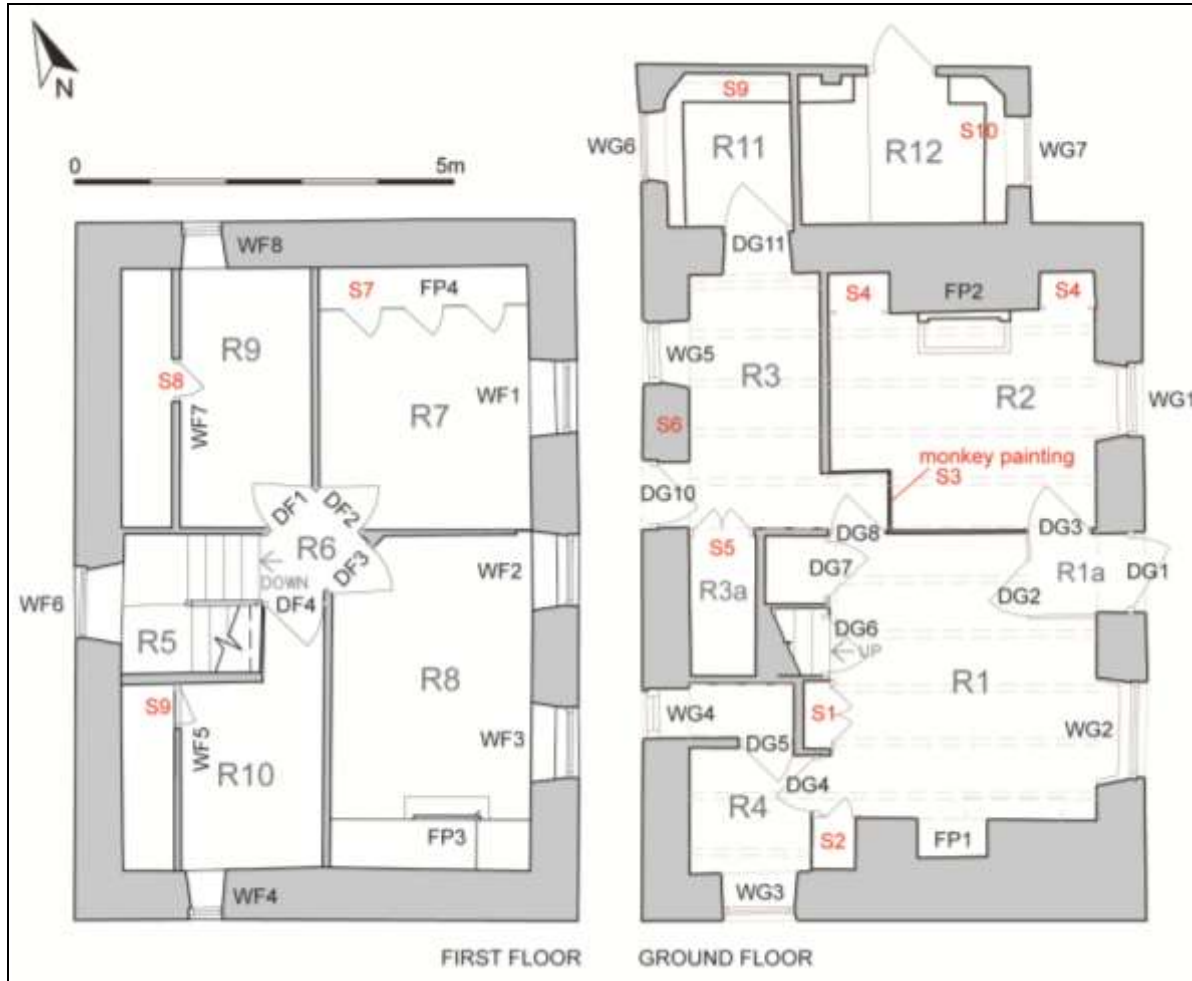 N
0
5m
WF8
S7
FP4
R9
S8
WF7
R7
WF1
DF1
DF2
R6
DOWN
DF3
DF4
WF6
WF2
R5
S9
WF5
R8
WF3
R10
FP3
WF4
FIRST FLOOR
S9
WG6
R11
R12
S10
WG7
DG11
S4
FP2
S4
WG5
R3
R2
WG1
S6
monkey painting
S3
DG10
DG8
DG3
S5
DG7
R1a
DG1
R3a
DG2
DG6
UP
R1
WG4
S1
WG2
DG5
DG4
R4
S2
FP1
WG3
GROUND FLOOR